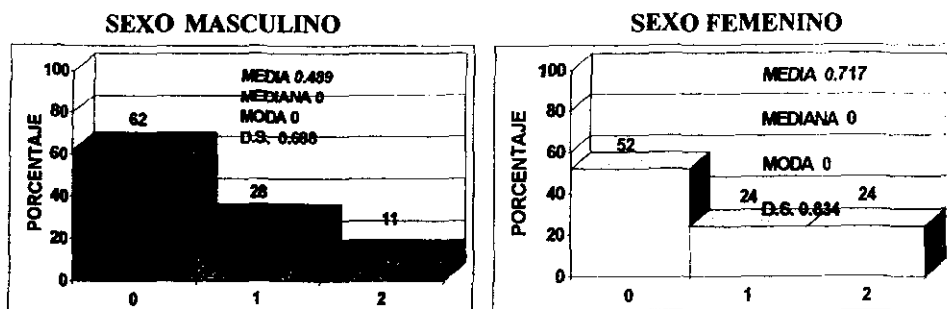 SEXO MASCULINO
PORCENTAJE
100
80
60
40
20
0
MEDIA 0.489
MEDIANA 0
MODA 0
D.S. 0.688
62
28
11
0 1 2
SEXO FEMENINO
PORCENTAJE
100
80
60
40
20
0
MEDIA 0.717
MEDIANA 0
MODA 0
D.S. 0.834
52
24
24
0 1 2